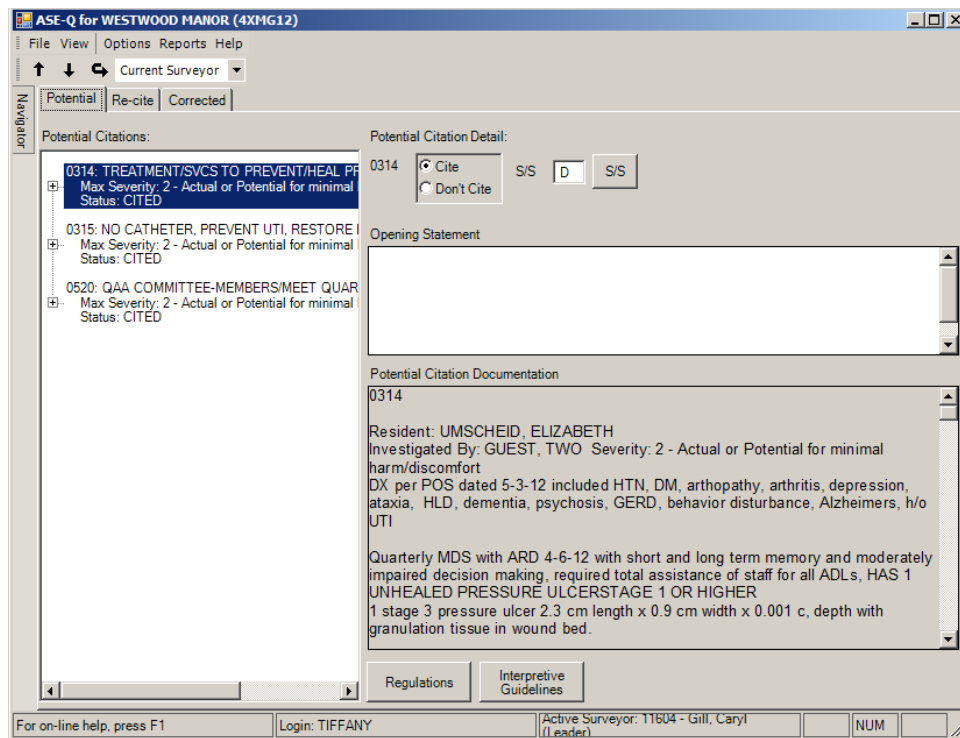 ASE-Q for WESTWOOD MANOR (4XMG12)
File View Options Reports Help
Current Surveyor
Navigator
Potential Re-cite Corrected
Potential Citations:
0314: TREATMENT/SVCS TO PREVENT/HEAL PF
Max Severity: 2 - Actual or Potential for minimal
Status: CITED
0315: NO CATHETER, PREVENT UTI, RESTORE
Max Severity: 2 - Actual or Potential for minimal
Status: CITED
0520: QAA COMMITTEE-MEMBERS/MEET QUAR
Max Severity: 2 - Actual or Potential for minimal
Status: CITED
Potential Citation Detail:
0314 Cite S/S D S/S
Don't Cite
Opening Statement
Potential Citation Documentation
0314
Resident: UMSCHEID, ELIZABETH
Investigated By: GUEST, TWO Severity: 2 - Actual or Potential for minimal
harm/discomfort
DX per POS dated 5-3-12 included HTN, DM, arthopathy, arthritis, depression,
ataxia, HLD, dementia, psychosis, GERD, behavior disturbance, Alzheimers, h/o
UTI
Quarterly MDS with ARD 4-6-12 with short and long term memory and moderately
impaired decision making, required total assistance of staff for all ADLs, HAS 1
UNHEALED PRESSURE ULCERSTAGE 1 OR HIGHER
1 stage 3 pressure ulcer 2.3 cm length x 0.9 cm width x 0.001 c, depth with
granulation tissue in wound bed.
Regulations
Interpretive
Guidelines
For on-line help, press F1
Login: TIFFANY
Active Surveyor: 11604 - Gill, Caryl
(Leader)
NUM